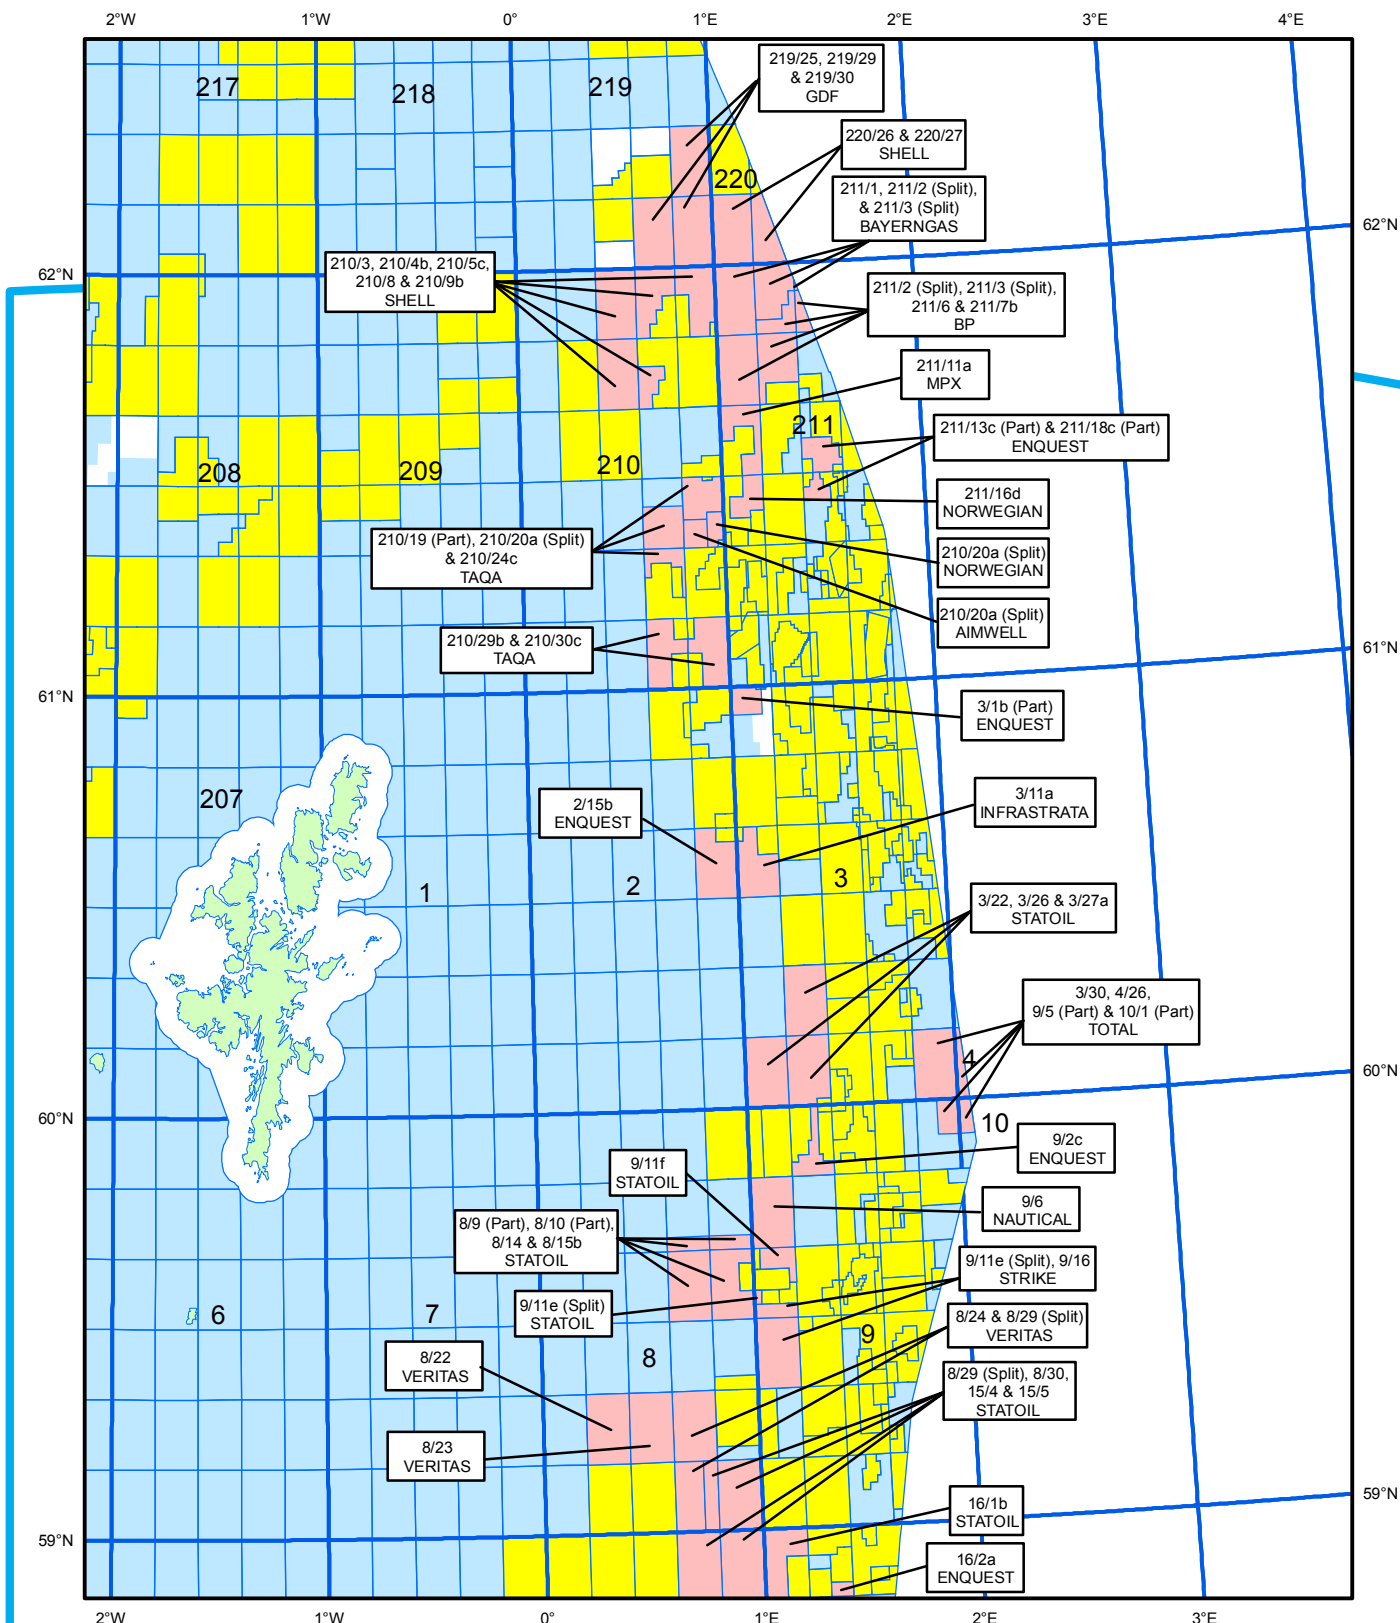 2°W
1°W
0°
1°E
2°E
3°E
4°E
217
218
219
219/25, 219/29
& 219/30
GDF
220/26 & 220/27
SHELL
220
211/1, 211/2 (Split),
& 211/3 (Split)
BAYERNGAS
62°N
62°N
210/3, 210/4b, 210/5c,
210/8 & 210/9b
SHELL
211/2 (Split), 211/3 (Split),
211/6 & 211/7b
BP
211/11a
MPX
211
211/13c (Part) & 211/18c (Part)
ENQUEST
208
209
210
211/16d
NORWEGIAN
210/19 (Part), 210/20a (Split)
& 210/24c
TAQA
210/20a (Split)
NORWEGIAN
210/20a (Split)
AIMWELL
210/29b & 210/30c
TAQA
61°N
61°N
3/1b (Part)
ENQUEST
207
2/15b
ENQUEST
3/11a
INFRASTRATA
1
2
3
3/22, 3/26 & 3/27a
STATOIL
3/30, 4/26,
9/5 (Part) & 10/1 (Part)
TOTAL
4
60°N
60°N
10
9/2c
ENQUEST
9/11f
STATOIL
9/6
NAUTICAL
8/9 (Part), 8/10 (Part),
8/14 & 8/15b
STATOIL
9/11e (Split), 9/16
STRIKE
9/11e (Split)
STATOIL
6
7
8
9
8/24 & 8/29 (Split)
VERITAS
8/22
VERITAS
8/29 (Split), 8/30,
15/4 & 15/5
STATOIL
8/23
VERITAS
59°N
59°N
16/1b
STATOIL
16/2a
ENQUEST
2°W
1°W
0°
1°E
2°E
3°E